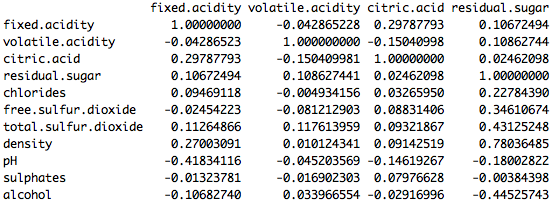 fixed.acidity volatile.acidity citric.acid residual.sugar
fixed.acidity 1.00000000 -0.042865228 0.29787793 0.10672494
volatile.acidity -0.04286523 1.000000000 -0.15040998 0.10862744
citric.acid 0.29787793 -0.150409981 1.00000000 0.02462098
residual.sugar 0.10672494 0.108627441 0.02462098 1.00000000
chlorides 0.09469118 -0.004934156 0.03265950 0.22784390
free.sulfur.dioxide -0.02454223 -0.081212903 0.08831406 0.34610674
total.sulfur.dioxide 0.11264866 0.117613959 0.09321867 0.43125248
density 0.27003091 0.010124341 0.09142519 0.78036485
pH -0.41834116 -0.045203569 -0.14619267 -0.18002822
sulphates -0.01323781 -0.016902303 0.07976628 -0.00384398
alcohol -0.10682740 0.033966554 -0.02916996 -0.44525743